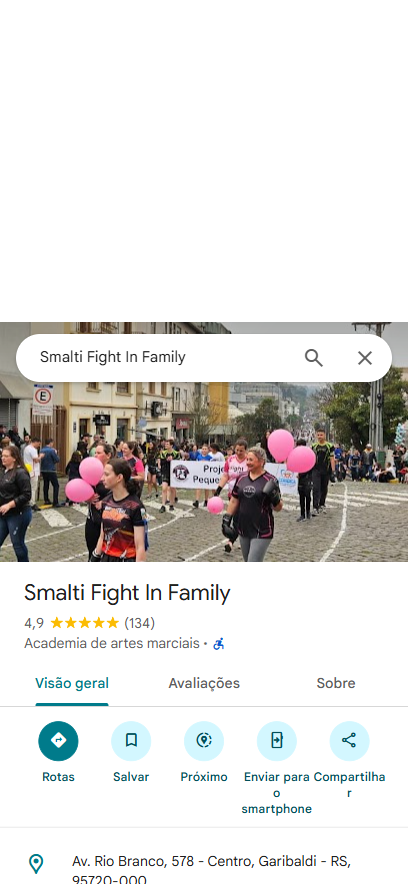 Smalti Fight In Family
E
Proje
Peque
Smalti Fight In Family
4,9 (134)
Academia de artes marciais ·
Visão geral
Avaliações
Sobre
Rotas
Salvar
Próximo
Enviar para
o
smartphone
Compartilha
r
Av. Rio Branco, 578 - Centro, Garibaldi - RS,
95720-000